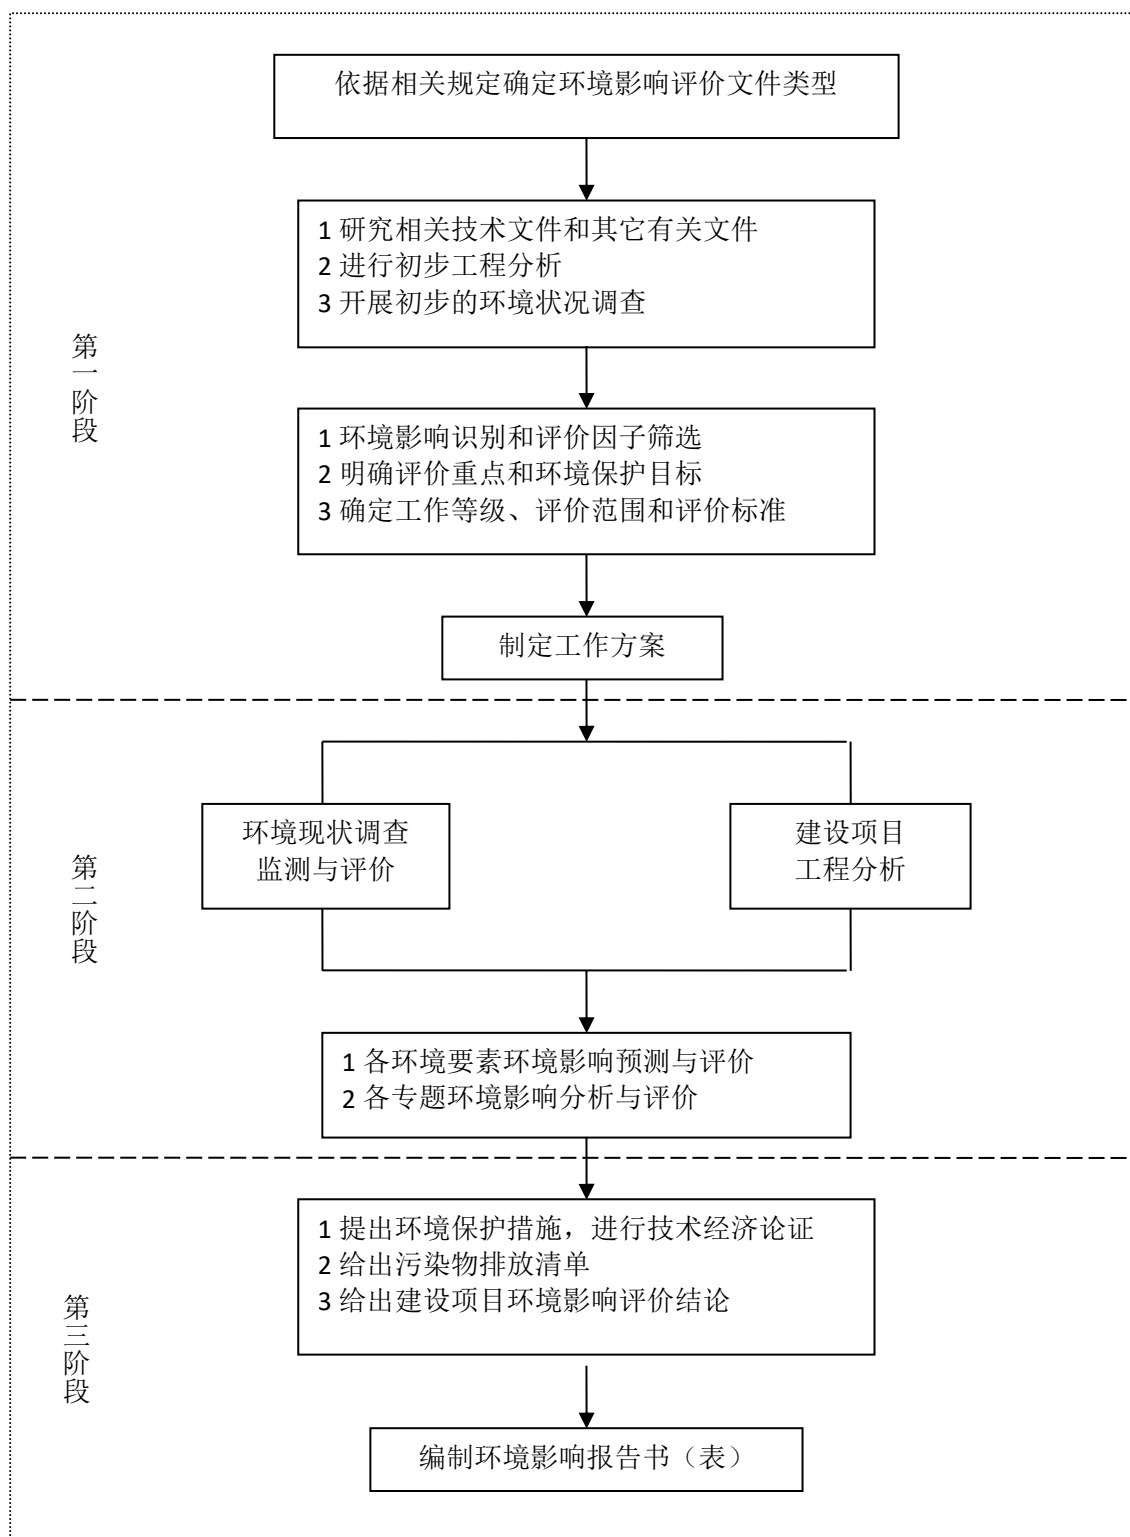 依据相关规定确定环境影响评价文件类型
1 研究相关技术文件和其它有关文件
2 进行初步工程分析
3 开展初步的环境状况调查
第一阶段
1 环境影响识别和评价因子筛选
2 明确评价重点和环境保护目标
3 确定工作等级、评价范围和评价标准
制定工作方案
环境现状调查
监测与评价
建设项目
工程分析
第二阶段
1 各环境要素环境影响预测与评价
2 各专题环境影响分析与评价
1 提出环境保护措施，进行技术经济论证
2 给出污染物排放清单
3 给出建设项目环境影响评价结论
第三阶段
编制环境影响报告书（表）